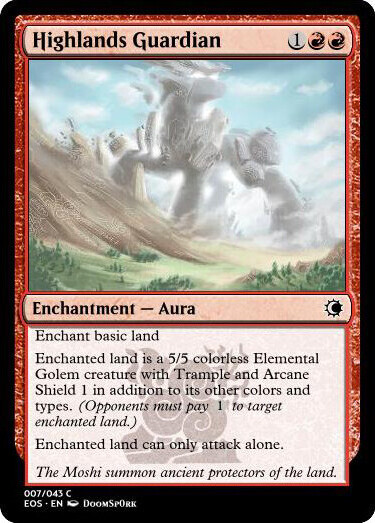 Highlands Guardian 1
Enchantment — Aura
Enchant basic land
Enchanted land is a 5/5 colorless Elemental
Golem creature with Trample and Arcane
Shield 1 in addition to its other colors and
types. (Opponents must pay 1 to target
enchanted land.)
Enchanted land can only attack alone.
The Moshi summon ancient protectors of the land.
007/043 C
EOS · EN DoomSp0rk